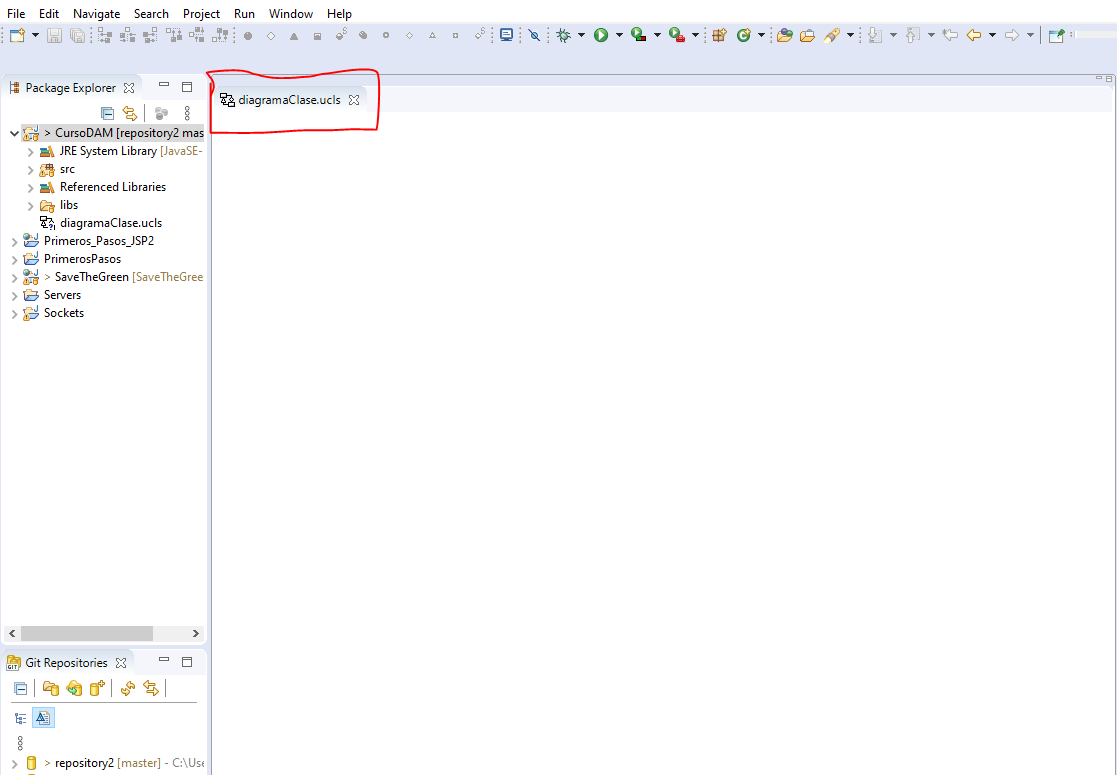 File Edit Navigate Search Project Run Window Help
Package Explorer
diagramaClase.ucls
> CursoDAM [repository2 mas
JRE System Library [JavaSE-
src
Referenced Libraries
libs
diagramaClase.ucls
Primeros_Pasos_JSP2
PrimerosPasos
> SaveTheGreen [SaveTheGree
Servers
Sockets
Git Repositories
> repository2 [master] - C:\Use